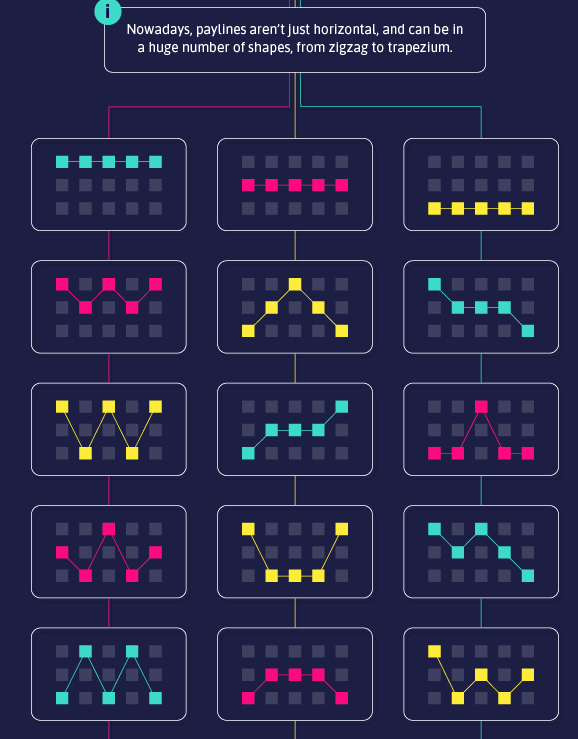 i
Nowadays, paylines aren't just horizontal, and can be in
a huge number of shapes, from zigzag to trapezium.